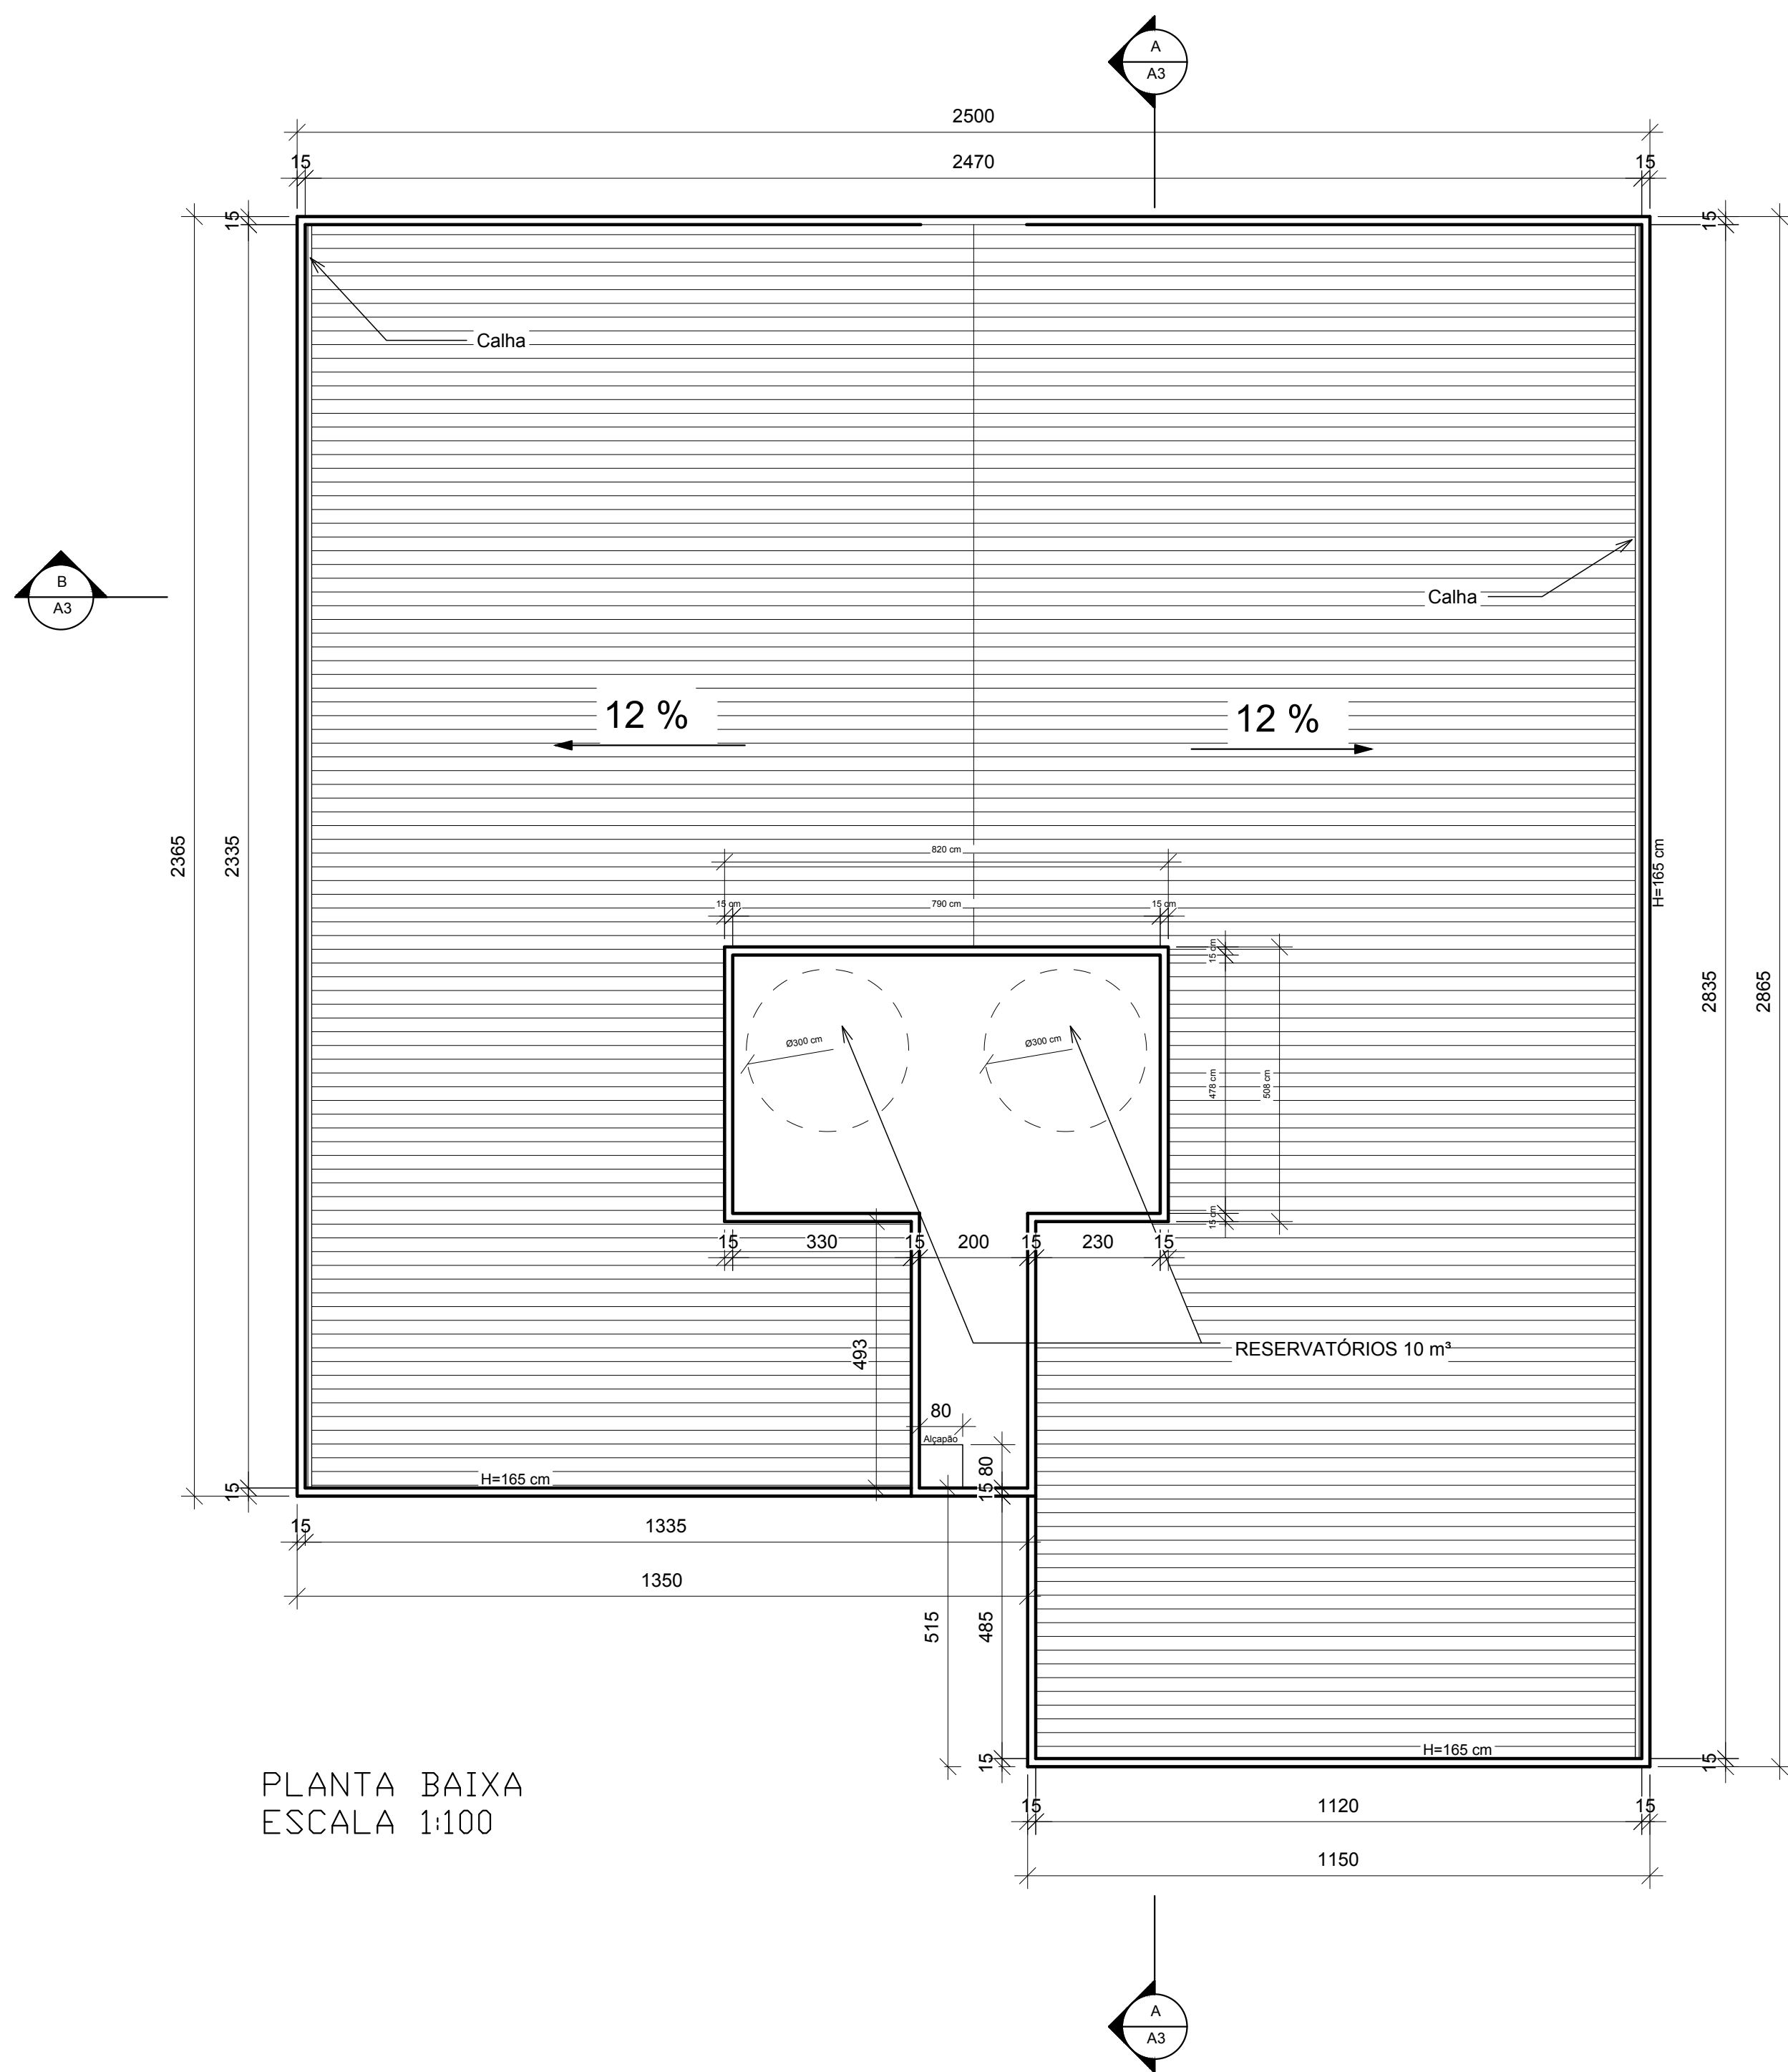 A
A3
2500
15
2470
15
15
15
Calha
B
A3
Calha
12 %
12 %
2365
2335
H=165 cm
820 cm
15 cm
790 cm
15 cm
15 cm
2835
2865
Ø300 cm
Ø300 cm
478 cm
508 cm
15 cm
15
330
15
200
15
230
15
493
RESERVATÓRIOS 10 m³
80
Alçapão
80
H=165 cm
15
15
15
1335
1350
515
485
H=165 cm
15
15
PLANTA BAIXA
ESCALA 1:100
15
1120
15
1150
A
A3